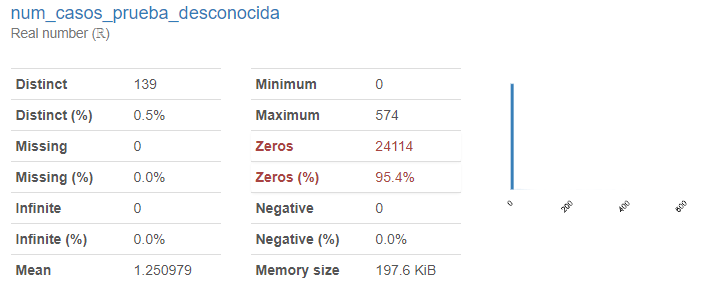 num_casos_prueba_desconocida
Real number (ℝ)
Distinct 139
Distinct (%) 0.5%
Missing 0
Missing (%) 0.0%
Infinite 0
Infinite (%) 0.0%
Mean 1.250979
Minimum 0
Maximum 574
Zeros 24114
Zeros (%) 95.4%
Negative 0
Negative (%) 0.0%
Memory size 197.6 KiB
0 200 400 600